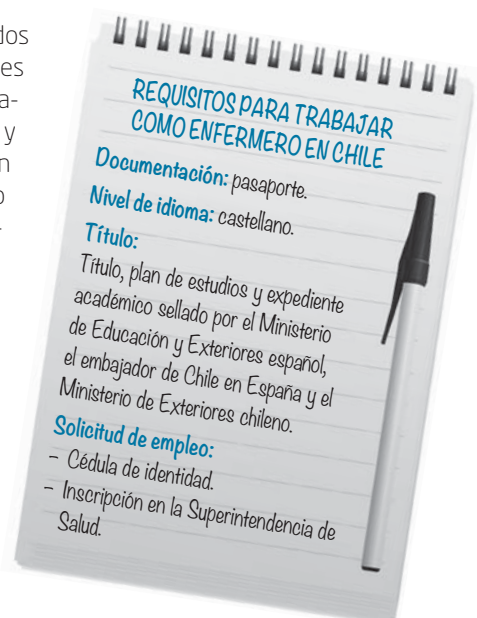 dos
es
a-
y
n
o
REQUISITOS PARA TRABAJAR
COMO ENFERMERO EN CHILE
Documentación: pasaporte.
Nivel de idioma: castellano.
Título:
Título, plan de estudios y expediente
académico sellado por el Ministerio
de Educación y Exteriores español,
el embajador de Chile en España y el
Ministerio de Exteriores chileno.
Solicitud de empleo:
– Cédula de identidad.
– Inscripción en la Superintendencia de
Salud.